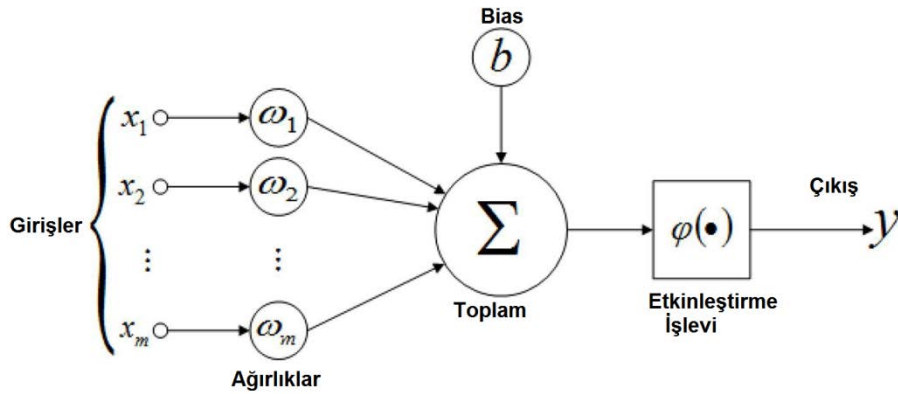 Bias
b
x₁ ω₁
x₂ ω₂
Girişler
⋮ ⋮
Σ
φ(•)
Çıkış
y
Toplam
Etkinleştirme
İşlevi
xₘ ωₘ
Ağırlıklar